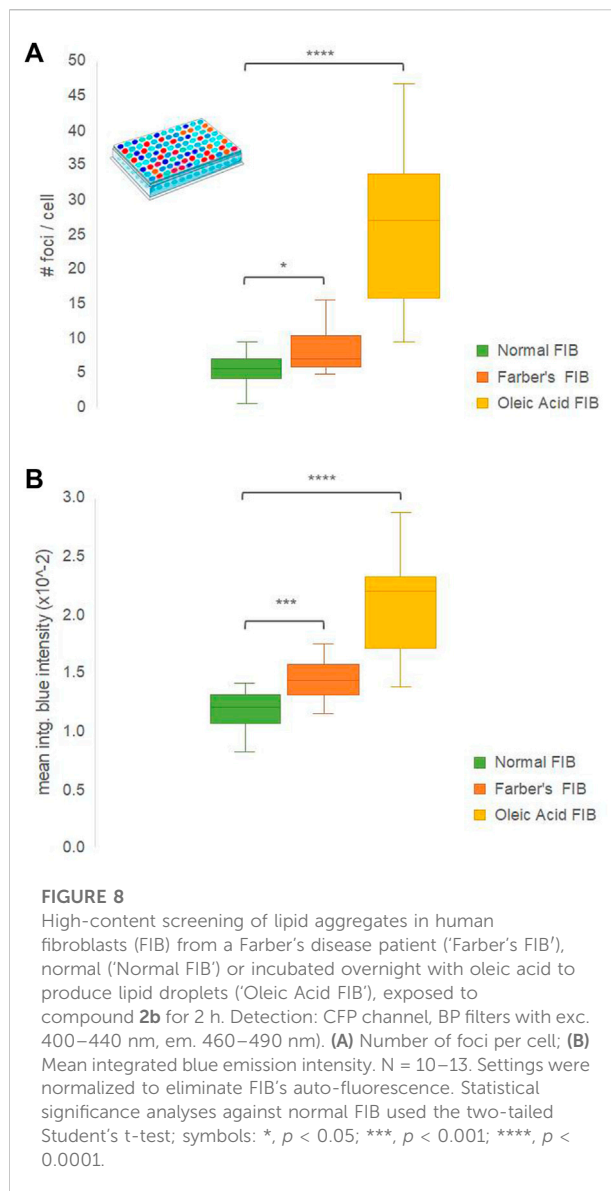 A
50
****
45
40
35
30
25
20
*
15
10
5
0
# foci / cell
Normal FIB
Farber's FIB
Oleic Acid FIB
B
3.0
****
2.5
2.0
***
1.5
1.0
0.5
0.0
mean intg. blue intensity (x10^-2)
Normal FIB
Farber's FIB
Oleic Acid FIB
FIGURE 8
High-content screening of lipid aggregates in human
fibroblasts (FIB) from a Farber's disease patient ('Farber's FIB′),
normal ('Normal FIB') or incubated overnight with oleic acid to
produce lipid droplets ('Oleic Acid FIB'), exposed to
compound 2b for 2 h. Detection: CFP channel, BP filters with exc.
400–440 nm, em. 460–490 nm). (A) Number of foci per cell; (B)
Mean integrated blue emission intensity. N = 10–13. Settings were
normalized to eliminate FIB's auto-fluorescence. Statistical
significance analyses against normal FIB used the two-tailed
Student's t-test; symbols: *, p < 0.05; ***, p < 0.001; ****, p <
0.0001.